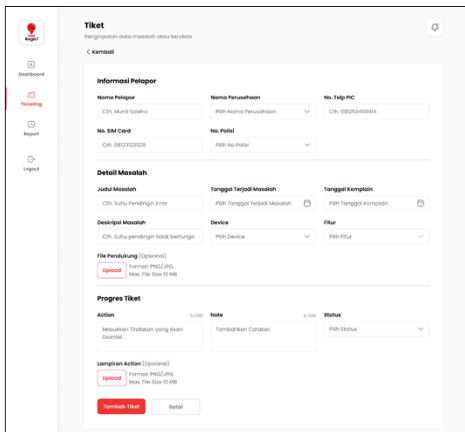 Tiket
Penginputan data masalah atau kendala
< Kembali
Dashboard
Ticketing
Report
Logout
Informasi Pelapor
Nama Pelapor
Nama Perusahaan
No. Telp PIC
Cth. Murti Soleha
Pilih Nama Perusahaan
Cth. 081253456414
No. SIM Card
No. Polisi
Cth. 081231231231
Pilih No Polisi
Detail Masalah
Judul Masalah
Tanggal Terjadi Masalah
Tanggal Komplain
Cth. Suhu Pendingin Error
Pilih Tanggal Terjadi Masalah
Pilih Tanggal Komplain
Deskripsi Masalah
Device
Fitur
Cth. Suhu pendingin tidak berfungsi
Pilih Device
Pilih Fitur
File Pendukung (Opsional)
Upload
Format: PNG/JPG.
Max. File Size 10 MB
Progres Tiket
Action
Note
Status
Masukkan Tindakan yang Akan
Diambil
Tambahkan Catatan
Pilih Status
Lampiran Action (Opsional)
Upload
Format: PNG/JPG.
Max. File Size 10 MB
Tambah Tiket
Batal